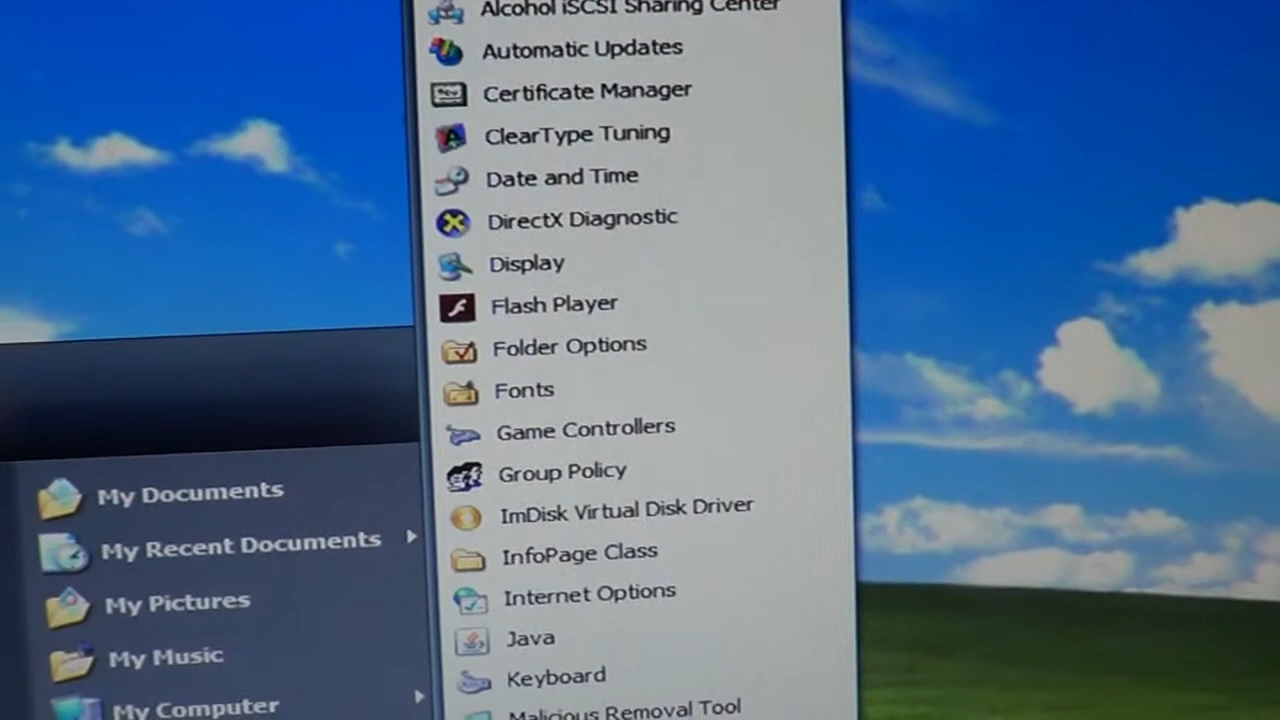 Alcohol iSCSI Sharing Center
Automatic Updates
Certificate Manager
ClearType Tuning
Date and Time
DirectX Diagnostic
Display
Flash Player
Folder Options
Fonts
Game Controllers
Group Policy
ImDisk Virtual Disk Driver
InfoPage Class
Internet Options
Java
Keyboard
Malicious Removal Tool
My Documents
My Recent Documents
My Pictures
My Music
My Computer